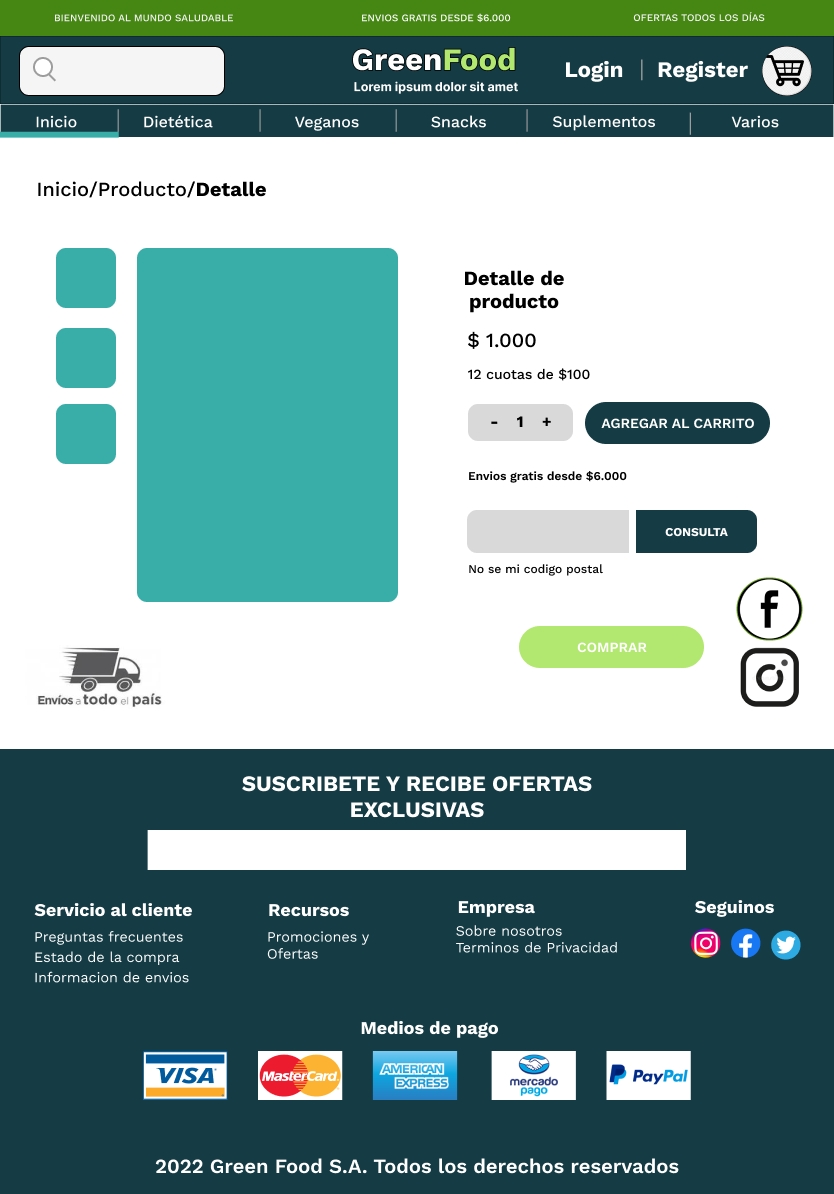 BIENVENIDO AL MUNDO SALUDABLE
ENVIOS GRATIS DESDE $6.000
OFERTAS TODOS LOS DÍAS
GreenFood
Lorem ipsum dolor sit amet
Login
Register
Inicio
Dietética
Veganos
Snacks
Suplementos
Varios
Inicio/Producto/Detalle
Detalle de
producto
$ 1.000
12 cuotas de $100
- 1 +
AGREGAR AL CARRITO
Envios gratis desde $6.000
CONSULTA
No se mi codigo postal
COMPRAR
Envíos a todo el país
SUSCRIBETE Y RECIBE OFERTAS
EXCLUSIVAS
Servicio al cliente
Preguntas frecuentes
Estado de la compra
Informacion de envios
Recursos
Promociones y
Ofertas
Empresa
Sobre nosotros
Terminos de Privacidad
Seguinos
Medios de pago
VISA
MasterCard
AMERICAN
EXPRESS
mercado
pago
PayPal
2022 Green Food S.A. Todos los derechos reservados